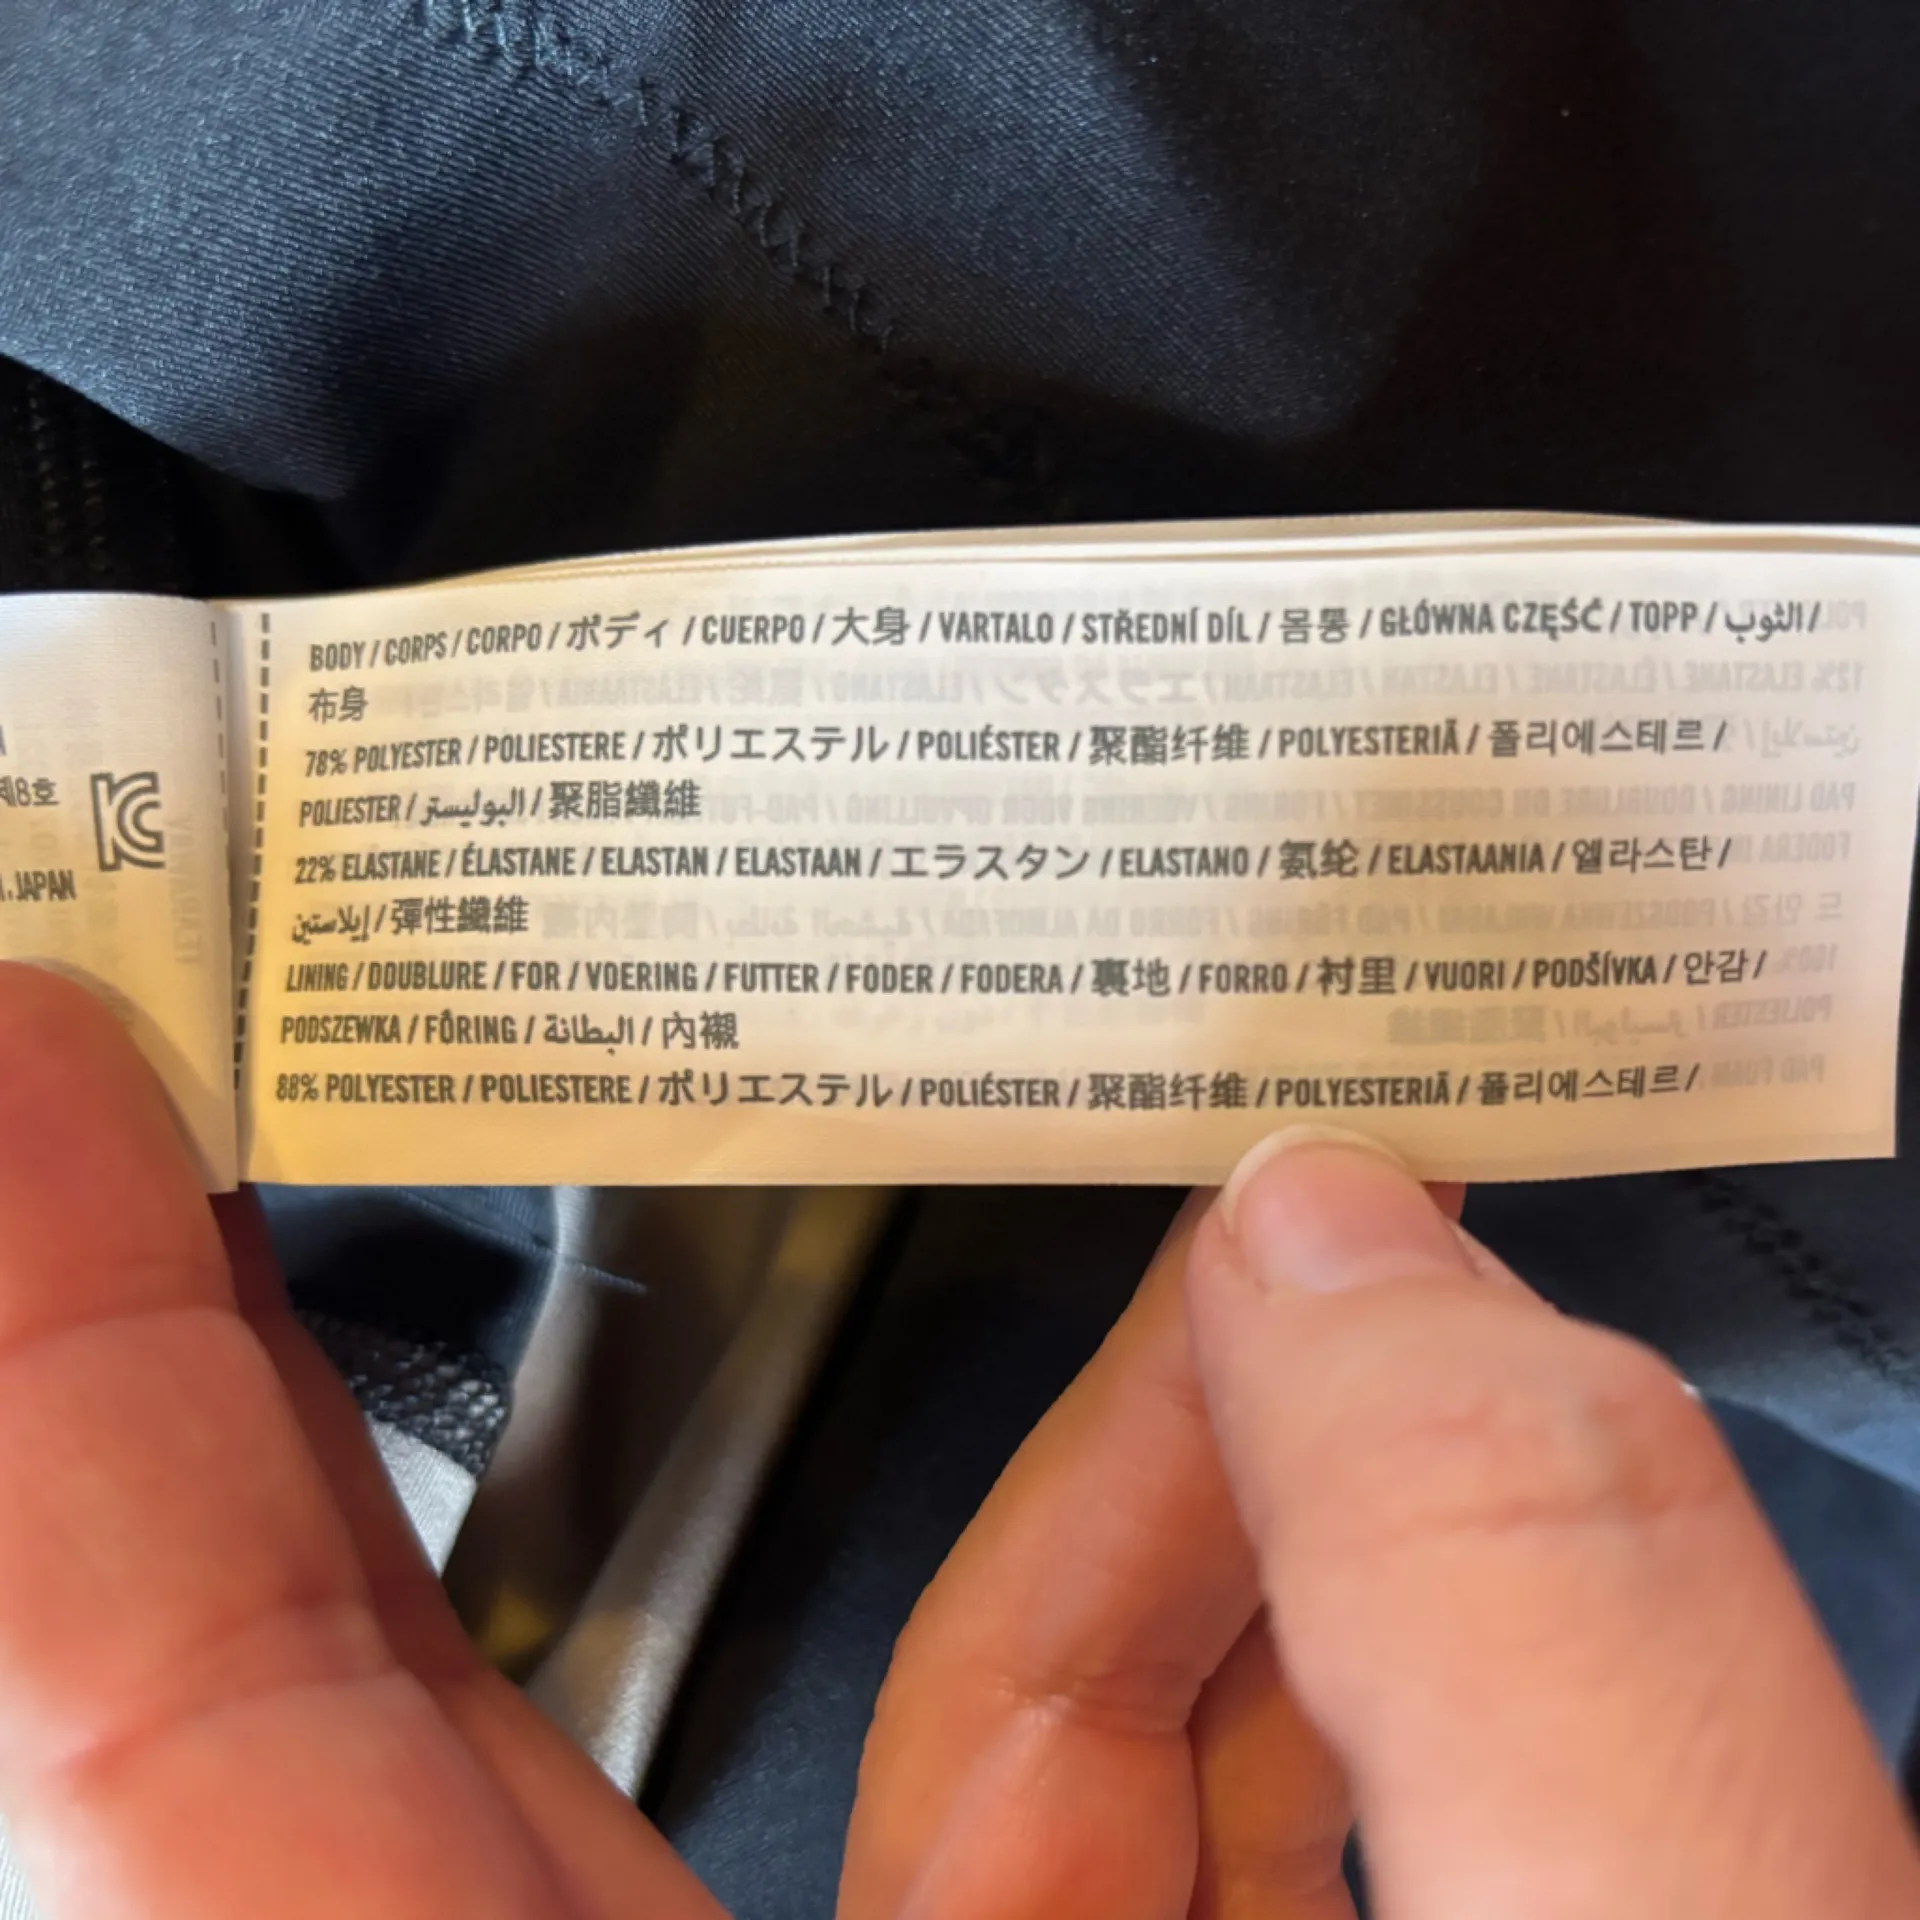 제8호
JAPAN
BODY / CORPS / CORPO / ボディ / CUERPO / 大身 / VARTALO / STŘEDNÍ DÍL / 몸통 / GŁÓWNA CZĘŚĆ / TOPP / الثوب /
布身
78% POLYESTER / POLIESTERE / ポリエステル / POLIÉSTER / 聚酯纤维 / POLYESTERIÄ / 폴리에스테르 /
POLIESTER / البوليستر / 聚脂纖維
22% ELASTANE / ÉLASTANE / ELASTAN / ELASTAAN / エラスタン / ELASTANO / 氨纶 / ELASTAANIA / 엘라스탄 /
إيلاستين / 彈性纖維
LINING / DOUBLURE / FOR / VOERING / FUTTER / FODER / FODERA / 裏地 / FORRO / 衬里 / VUORI / PODŠÍVKA / 안감 /
PODSZEWKA / FÔRING / البطانة / 內襯
88% POLYESTER / POLIESTERE / ポリエステル / POLIÉSTER / 聚酯纤维 / POLYESTERIÄ / 폴리에스테르 /